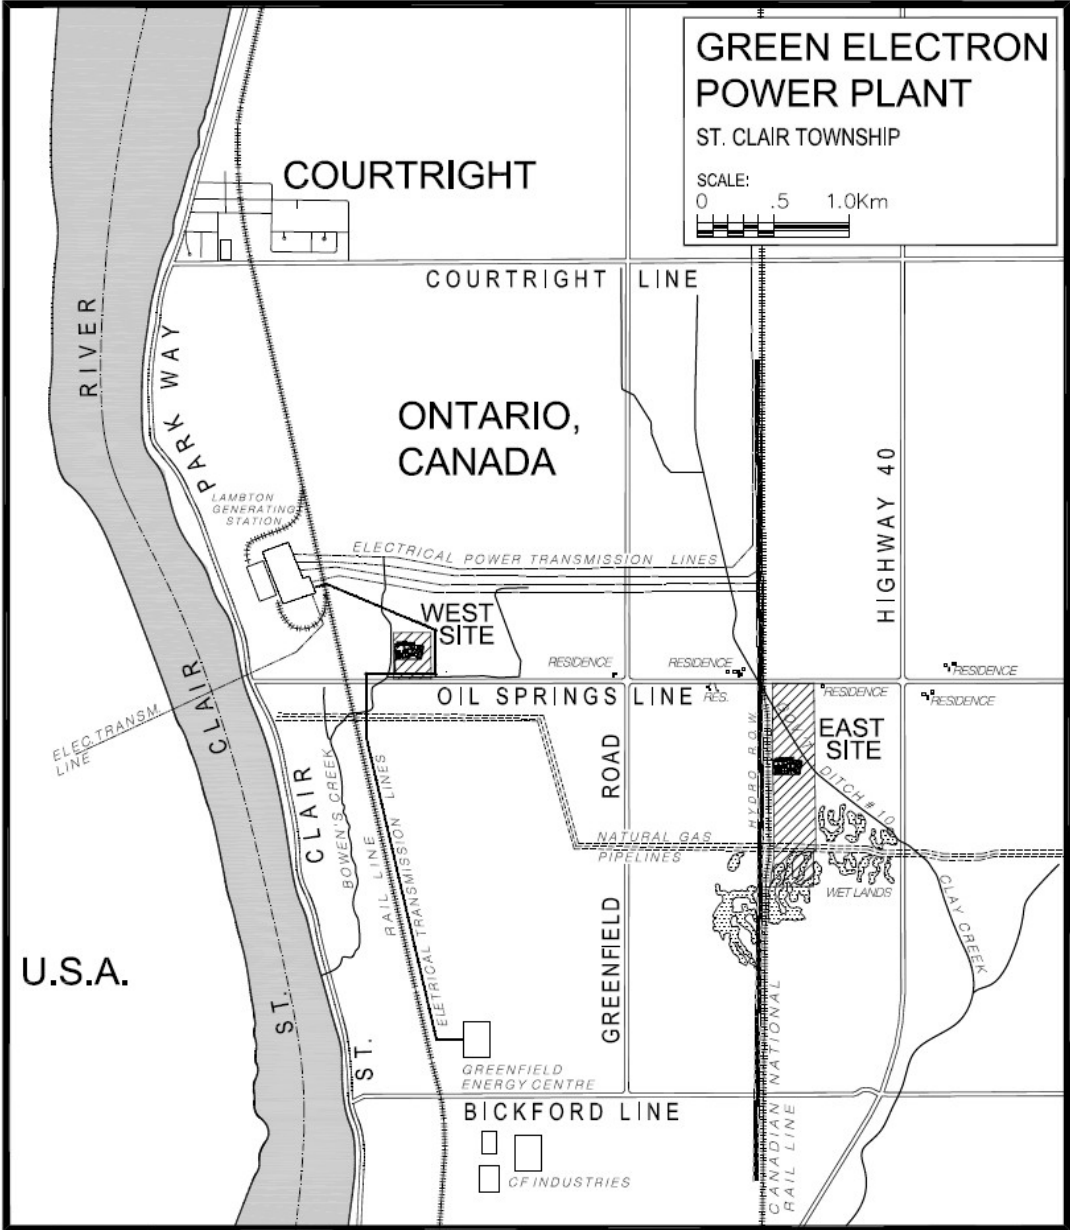 GREEN ELECTRON
POWER PLANT
ST. CLAIR TOWNSHIP
SCALE:
0 .5 1.0Km
COURTRIGHT
COURTRIGHT LINE
RIVER
PARK WAY
ONTARIO,
CANADA
HIGHWAY 40
LAMBTON
GENERATING
STATION
ELECTRICAL POWER TRANSMISSION LINES
WEST
SITE
RESIDENCE
RESIDENCE
RESIDENCE
OIL SPRINGS LINE
RES.
RESIDENCE
RESIDENCE
CLAIR
ELEC.TRANSM.
LINE
EAST
SITE
ROAD
HYDRO R.O.W.
DITCH # 10
CLAIR
BOWEN'S CREEK
RAIL LINE
ELETRICAL TRANSMISSION LINES
NATURAL GAS
PIPELINES
WET LANDS
CLAY CREEK
GREENFIELD
U.S.A.
ST.
ST.
CANADIAN NATIONAL
RAIL LINE
GREENFIELD
ENERGY CENTRE
BICKFORD LINE
CF INDUSTRIES